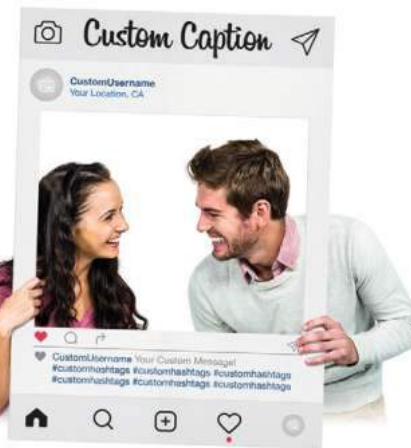 Custom Caption
CustomUsername
Your Location, CA
CustomUsername Your Custom Message!
#customhashtags #customhashtags #customhashtags
#customhashtags #customhashtags #customhashtags